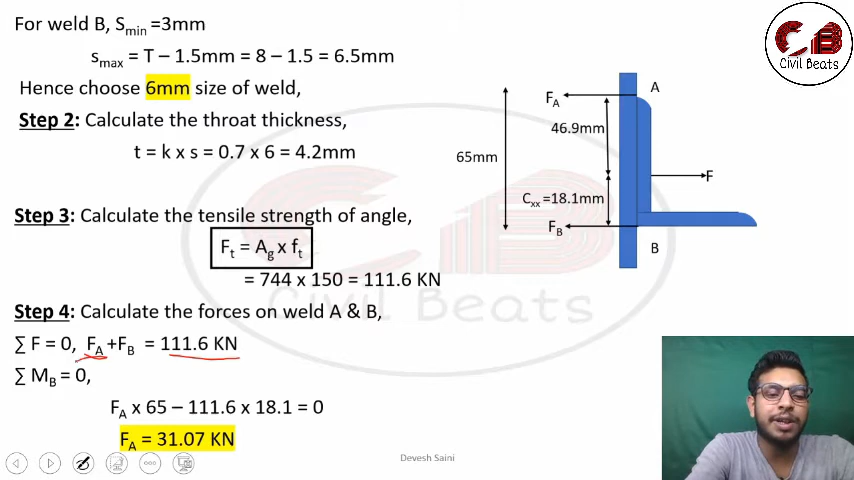 For weld B, Smin =3mm
smax = T – 1.5mm = 8 – 1.5 = 6.5mm
Hence choose 6mm size of weld,
Step 2: Calculate the throat thickness,
t = k x s = 0.7 x 6 = 4.2mm
Step 3: Calculate the tensile strength of angle,
Ft = Ag x ft
= 744 x 150 = 111.6 KN
Step 4: Calculate the forces on weld A & B,
∑ F = 0, FA +FB = 111.6 KN
∑ MB = 0,
FA x 65 – 111.6 x 18.1 = 0
FA = 31.07 KN
A
FA
46.9mm
65mm
F
Cxx =18.1mm
FB
B
Civil Beats
Civil Beats
Devesh Saini